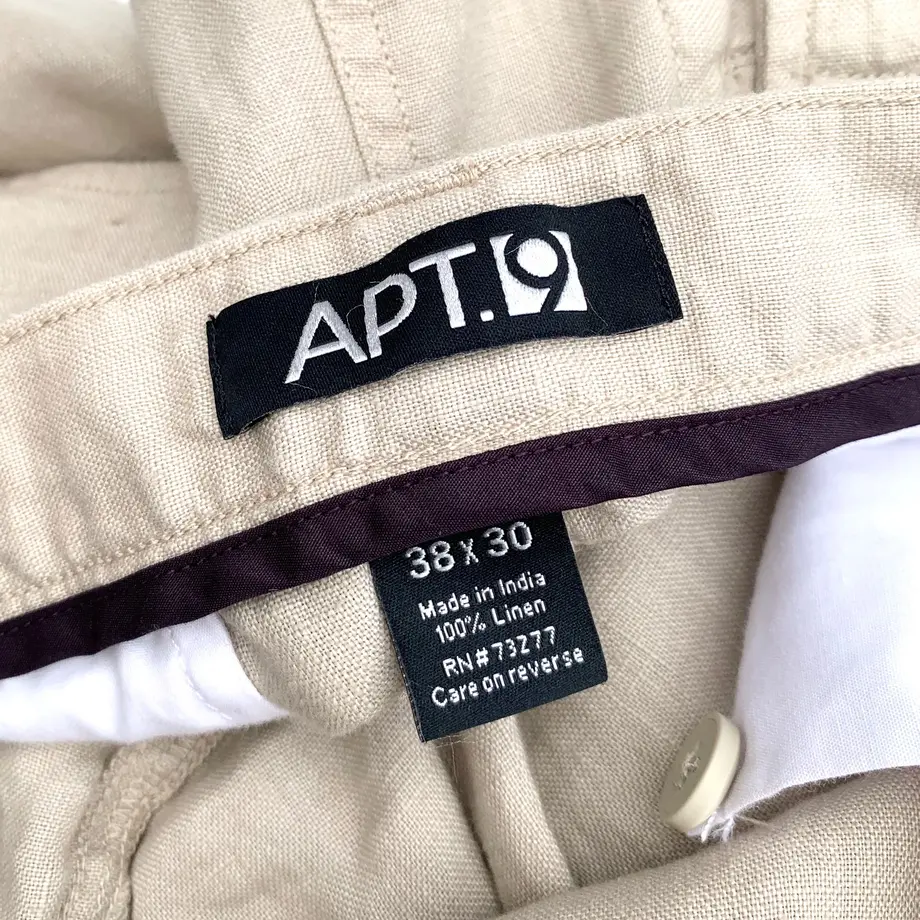 APT.9
38 X 30
Made in India
100% Linen
RN#73277
Care on reverse